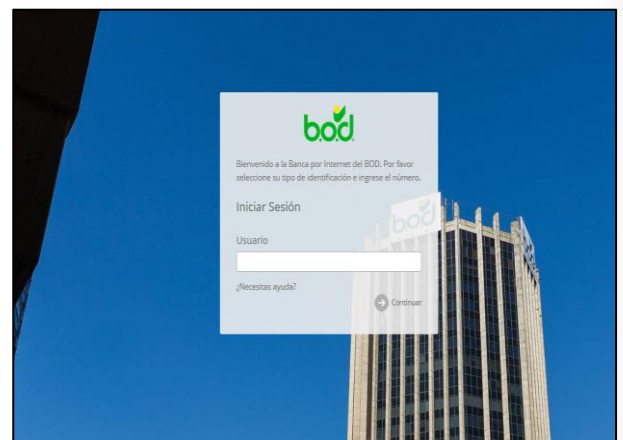 b.o.d.
Bienvenido a la Banca por Internet del BOD. Por favor
seleccione su tipo de identificación e ingrese el número.
Iniciar Sesión
bod
Usuario
¿Necesitas ayuda?
Continuar